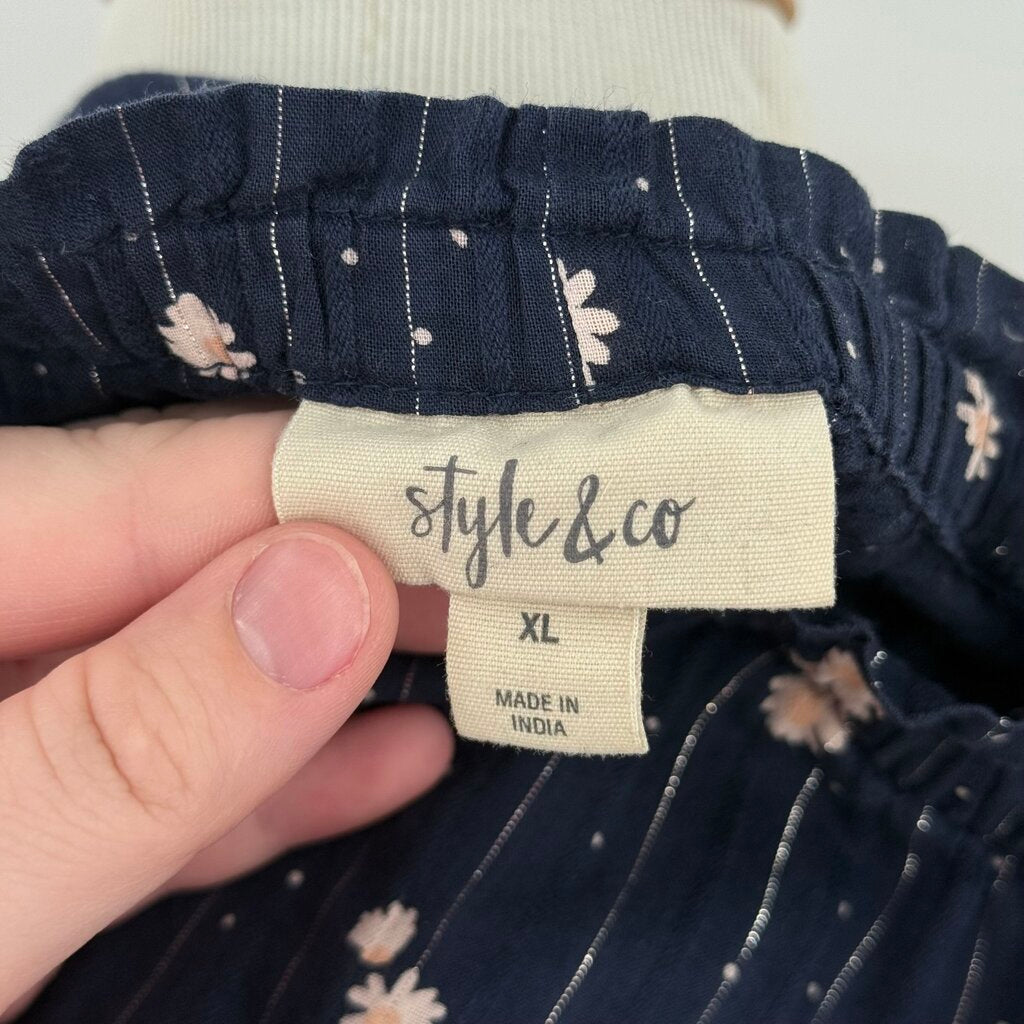 style & co
XL
MADE IN
INDIA